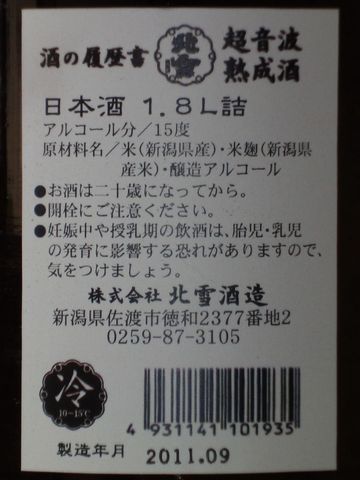 酒の履歴書
北雪
超音波
熟成酒
日本酒 1.8L詰
アルコール分／15度
原材料名／米(新潟県産)・米麹(新潟県
産米)・醸造アルコール
●お酒は二十歳になってから。
●開栓にご注意ください。
●妊娠中や授乳期の飲酒は、胎児・乳児
の発育に影響する恐れがありますので、
気をつけましょう。
株式会社 北雪酒造
新潟県佐渡市徳和2377番地2
0259-87-3105
冷
10〜15℃
4 931141 101935
製造年月 2011.09